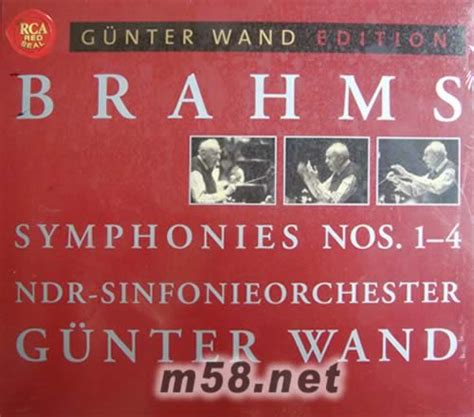 RCA
RED
SEAL
GÜNTER WAND EDITION
BRAHMS
SYMPHONIES NOS. 1–4
NDR-SINFONIEORCHESTER
GÜNTER WAND
m58.net